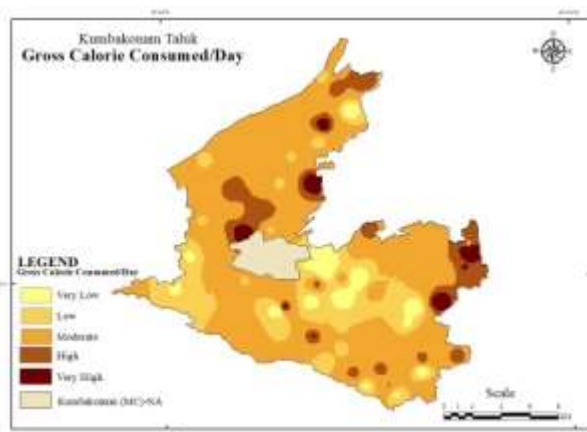 Kumbakonam Taluk
Gross Calorie Consumed/Day
LEGEND
Gross Calorie Consumed/Day
Very Low
Low
Moderate
High
Very High
Kumbakonam (MC)-NA
Scale